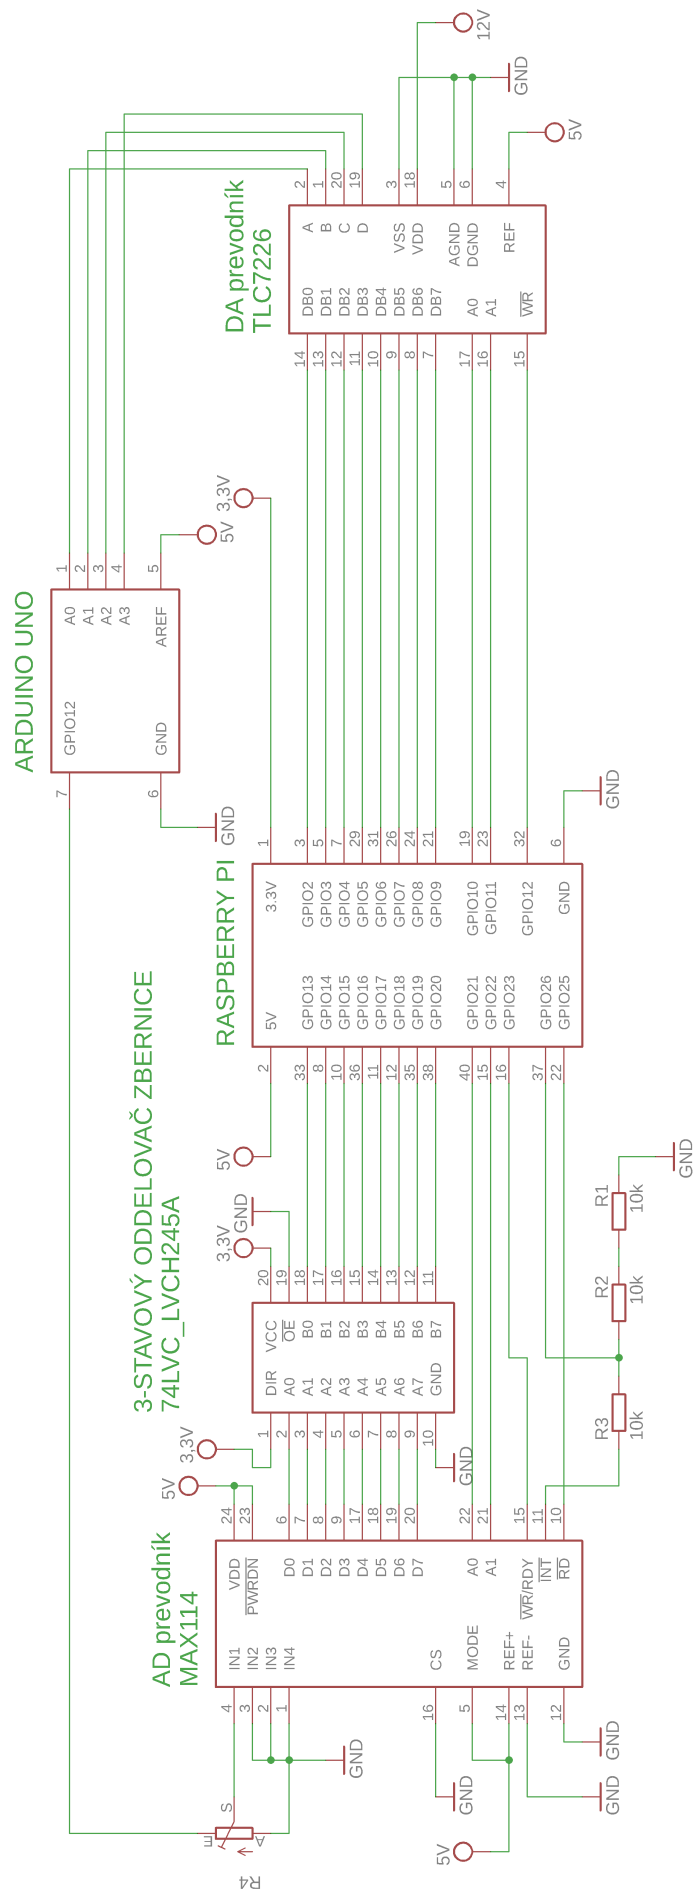 12V
GND
5V
2
1
20
19
3
18
5
6
4
DA prevodník
TLC7226
A
B
C
D
VSS
VDD
AGND
DGND
REF
DB0
DB1
DB2
DB3
DB4
DB5
DB6
DB7
A0
A1
WR
14
13
12
11
10
9
8
7
17
16
15
3,3V
5V
1
2
3
4
5
ARDUINO UNO
A0
A1
A2
A3
AREF
GPIO12
GND
7
6
GND
GND
1
3
5
7
29
31
26
24
21
19
23
32
6
RASPBERRY PI
3.3V
GPIO2
GPIO3
GPIO4
GPIO5
GPIO6
GPIO7
GPIO8
GPIO9
GPIO10
GPIO11
GPIO12
GND
5V
GPIO13
GPIO14
GPIO15
GPIO16
GPIO17
GPIO18
GPIO19
GPIO20
GPIO21
GPIO22
GPIO23
GPIO26
GPIO25
2
33
8
10
36
11
12
35
38
40
15
16
37
22
5V
GND
3,3V
GND
R1
10k
R2
10k
R3
10k
3-STAVOVÝ ODDELOVAČ ZBERNICE
74LVC_LVCH245A
20
19
18
17
16
15
14
13
12
11
VCC
OE
B0
B1
B2
B3
B4
B5
B6
B7
DIR
A0
A1
A2
A3
A4
A5
A6
A7
GND
1
2
3
4
5
6
7
8
9
10
3,3V
5V
GND
24
23
6
7
8
9
17
18
19
20
22
21
15
11
10
AD prevodník
MAX114
VDD
PWRDN
D0
D1
D2
D3
D4
D5
D6
D7
A0
A1
WR/RDY
INT
RD
IN1
IN2
IN3
IN4
CS
MODE
REF+
REF-
GND
4
3
2
1
16
5
14
13
12
GND
GND
GND
GND
5V
S
E
A
R4